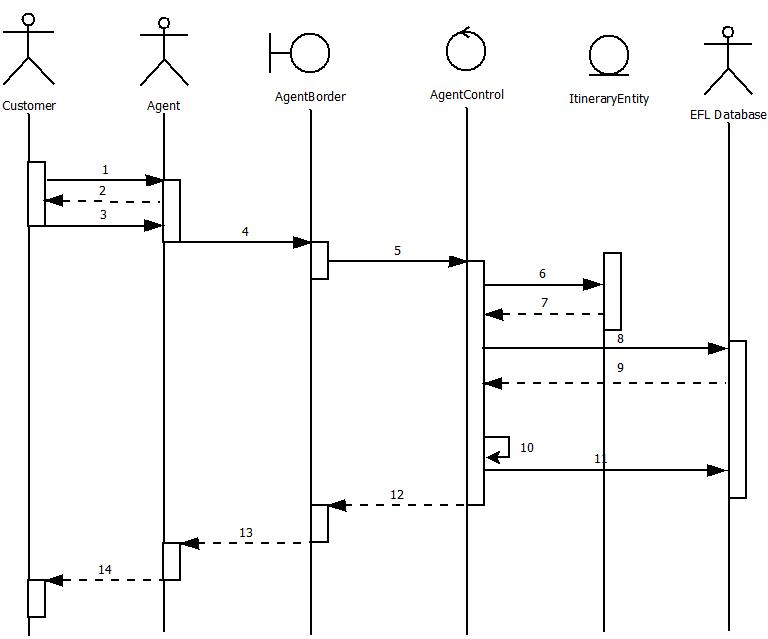 Customer
Agent
AgentBorder
AgentControl
ItineraryEntity
EFL Database
1
2
3
4
5
6
7
8
9
10
11
12
13
14